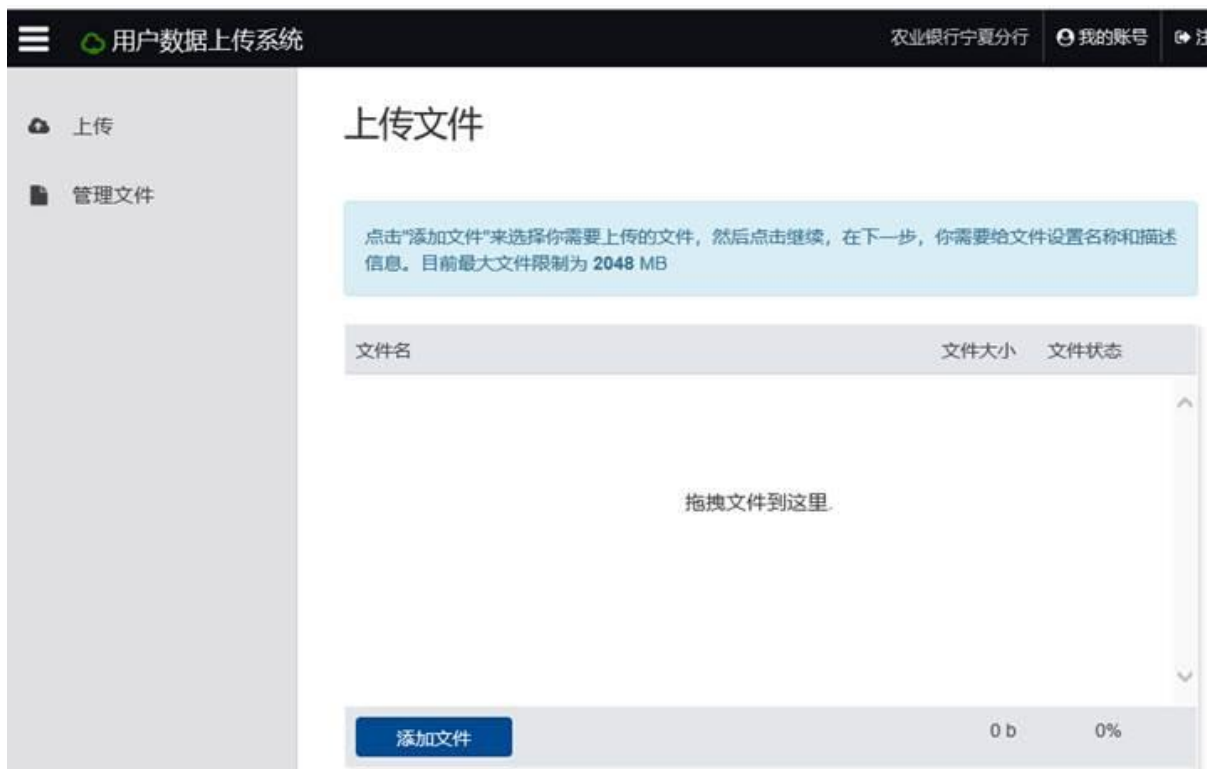 用户数据上传系统 农业银行宁夏分行 我的账号 注
上传
管理文件
上传文件
点击"添加文件"来选择你需要上传的文件，然后点击继续，在下一步，你需要给文件设置名称和描述
信息。目前最大文件限制为 2048 MB
文件名 文件大小 文件状态
拖拽文件到这里.
添加文件 0 b 0%